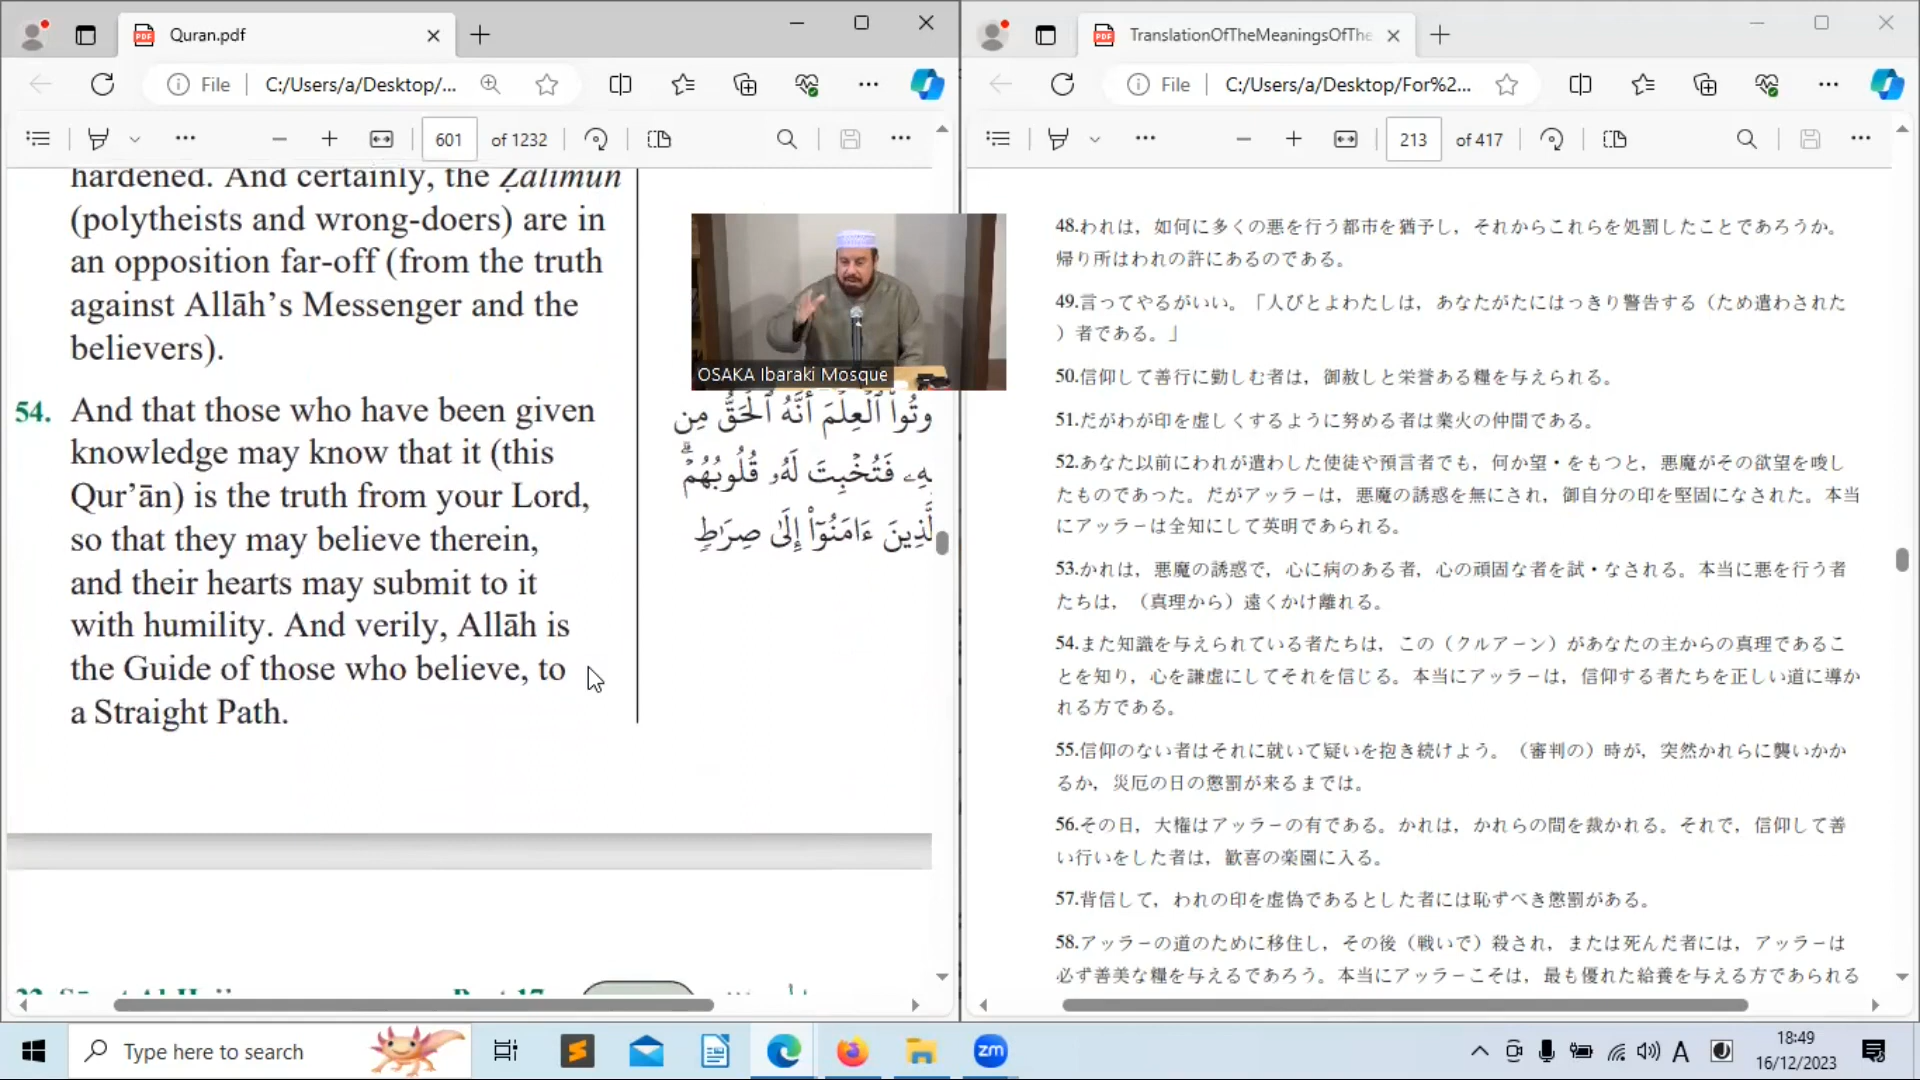 Quran.pdf
File
C:/Users/a/Desktop/...
601
of 1232
hardened. And certainly, the Ẓālimūn
(polytheists and wrong-doers) are in
an opposition far-off (from the truth
against Allāh’s Messenger and the
believers).
54. And that those who have been given
knowledge may know that it (this
Qur’ān) is the truth from your Lord,
so that they may believe therein,
and their hearts may submit to it
with humility. And verily, Allāh is
the Guide of those who believe, to
a Straight Path.
OSAKA Ibaraki Mosque
وتُوا۟ ٱلْعِلْمَ أَنَّهُ ٱلْحَقُّ مِن
بِهِۦ فَتُخْبِتَ لَهُۥ قُلُوبُهُمْ ۗ
لَّذِينَ ءَامَنُوٓا۟ إِلَىٰ صِرَٰطٍ
TranslationOfTheMeaningsOfThe
File
C:/Users/a/Desktop/For%2...
213
of 417
48.われは，如何に多くの悪を行う都市を猶予し，それからこれらを処罰したことであろうか。
帰り所はわれの許にあるのである。
49.言ってやるがいい。「人びとよわたしは，あなたがたにはっきり警告する（ため遣わされた
）者である。」
50.信仰して善行に勤しむ者は，御赦しと栄誉ある糧を与えられる。
51.だがわが印を虚しくするように努める者は業火の仲間である。
52.あなた以前にわれが遣わした使徒や預言者でも，何か望・をもつと，悪魔がその欲望を唆し
たものであった。だがアッラーは，悪魔の誘惑を無にされ，御自分の印を堅固になされた。本当
にアッラーは全知にして英明であられる。
53.かれは，悪魔の誘惑で，心に病のある者，心の頑固な者を試・なされる。本当に悪を行う者
たちは，（真理から）遠くかけ離れる。
54.また知識を与えられている者たちは，この（クルアーン）があなたの主からの真理であるこ
とを知り，心を謙虚にしてそれを信じる。本当にアッラーは，信仰する者たちを正しい道に導か
れる方である。
55.信仰のない者はそれに就いて疑いを抱き続けよう。（審判の）時が，突然かれらに襲いかか
るか，災厄の日の懲罰が来るまでは。
56.その日，大権はアッラーの有である。かれは，かれらの間を裁かれる。それで，信仰して善
い行いをした者は，歓喜の楽園に入る。
57.背信して，われの印を虚偽であるとした者には恥ずべき懲罰がある。
58.アッラーの道のために移住し，その後（戦いで）殺され，または死んだ者には，アッラーは
必ず善美な糧を与えるであろう。本当にアッラーこそは，最も優れた給養を与える方であられる
Type here to search
zm
A
18:49
16/12/2023